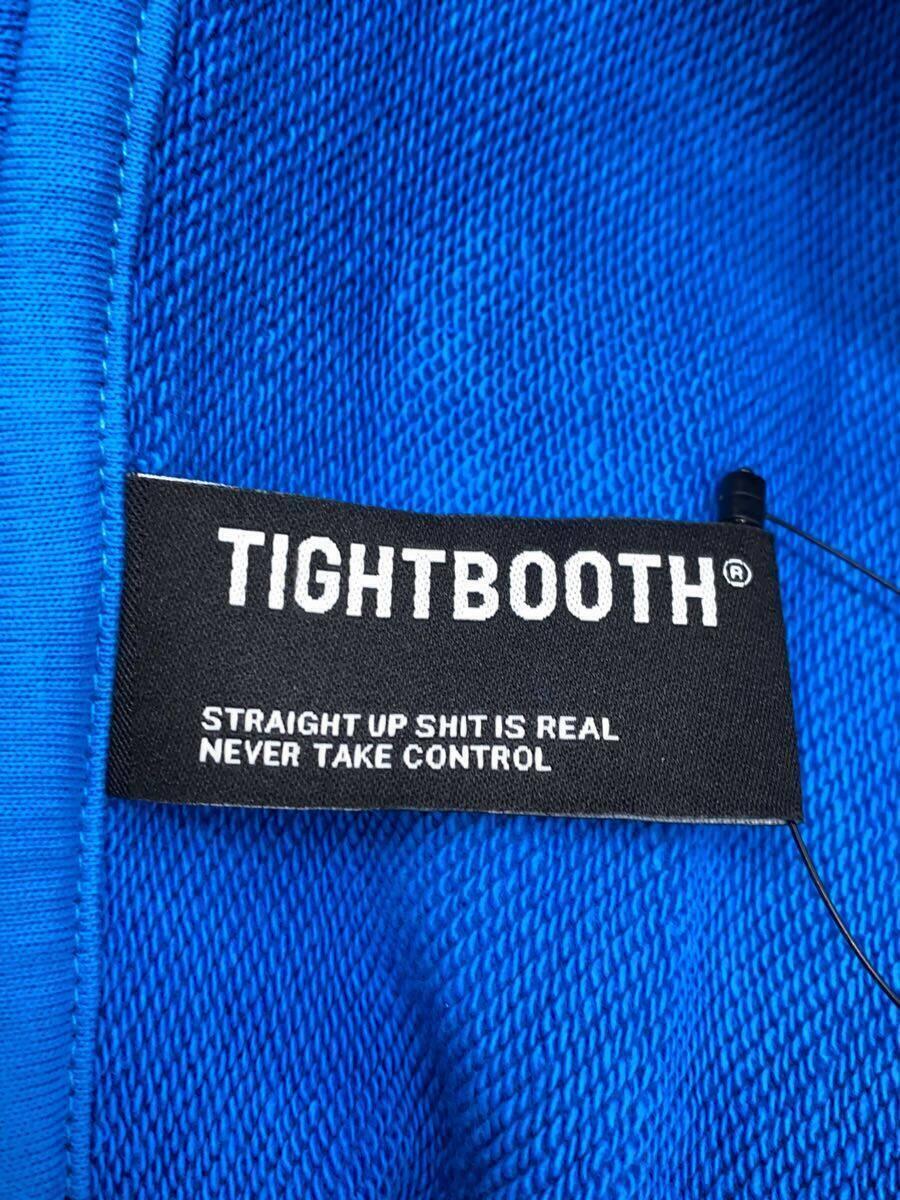 TIGHTBOOTH®
STRAIGHT UP SHIT IS REAL
NEVER TAKE CONTROL